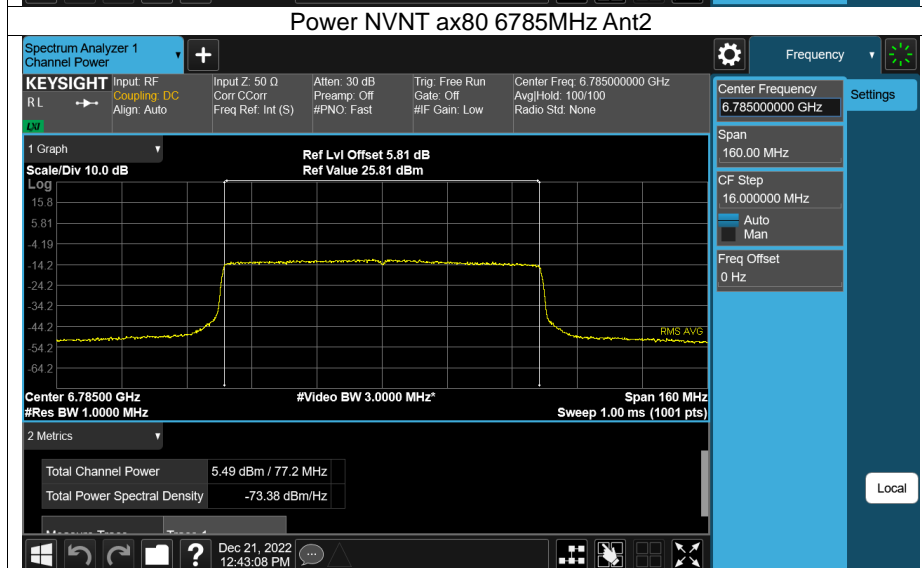 Power NVNT ax80 6785MHz Ant2
Spectrum Analyzer 1
Channel Power
+
Frequency
KEYSIGHT
RL
LXI
Input: RF
Coupling: DC
Align: Auto
Input Z: 50 Ω
Corr CCorr
Freq Ref: Int (S)
Atten: 30 dB
Preamp: Off
#PNO: Fast
Trig: Free Run
Gate: Off
#IF Gain: Low
Center Freq: 6.785000000 GHz
Avg|Hold: 100/100
Radio Std: None
Center Frequency
6.785000000 GHz
Settings
Span
160.00 MHz
CF Step
16.000000 MHz
Auto
Man
Freq Offset
0 Hz
1 Graph
Scale/Div 10.0 dB
Ref Lvl Offset 5.81 dB
Ref Value 25.81 dBm
Log
15.8
5.81
-4.19
-14.2
-24.2
-34.2
-44.2
-54.2
-64.2
RMS AVG
Center 6.78500 GHz
#Video BW 3.0000 MHz*
Span 160 MHz
#Res BW 1.0000 MHz
Sweep 1.00 ms (1001 pts)
2 Metrics
Total Channel Power 5.49 dBm / 77.2 MHz
Total Power Spectral Density -73.38 dBm/Hz
Local
?
Dec 21, 2022
12:43:08 PM